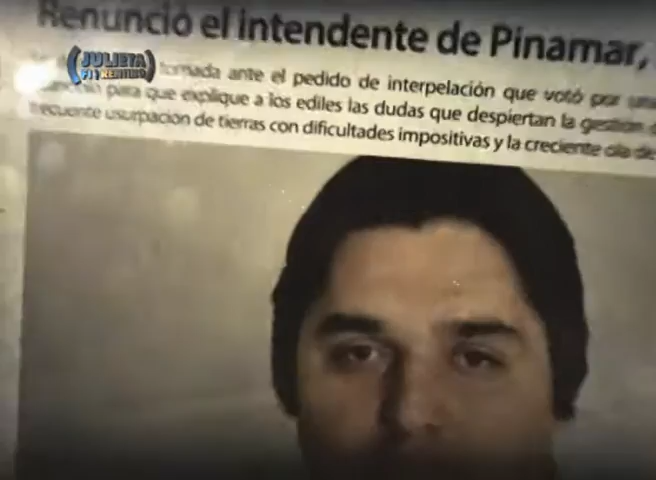 Renunció el intendente de Pinamar,
(JULIETA)
tomada ante el pedido de interpelación que votó por
para que explique a los ediles las dudas que despiertan la gestión
frecuente usurpación de tierras con dificultades impositivas y la creciente ola de